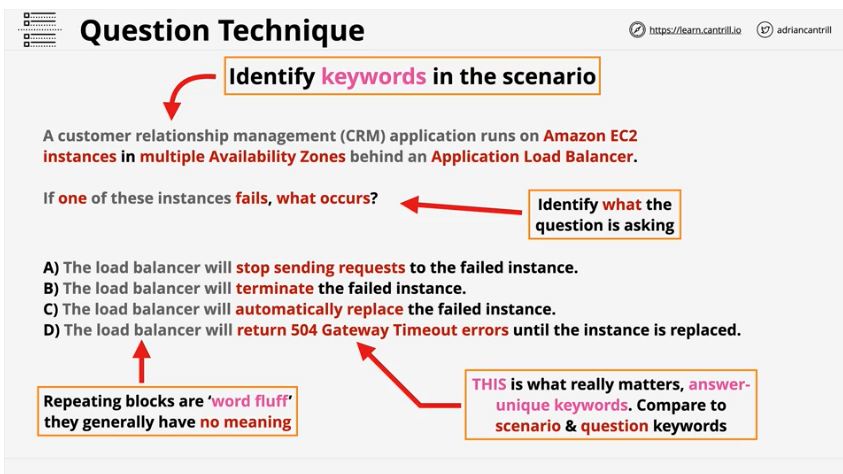 Question Technique
https://learn.cantrill.io
adriancantrill
Identify keywords in the scenario
A customer relationship management (CRM) application runs on Amazon EC2
instances in multiple Availability Zones behind an Application Load Balancer.
If one of these instances fails, what occurs?
Identify what the
question is asking
A) The load balancer will stop sending requests to the failed instance.
B) The load balancer will terminate the failed instance.
C) The load balancer will automatically replace the failed instance.
D) The load balancer will return 504 Gateway Timeout errors until the instance is replaced.
Repeating blocks are ‘word fluff’
they generally have no meaning
THIS is what really matters, answer-
unique keywords. Compare to
scenario & question keywords